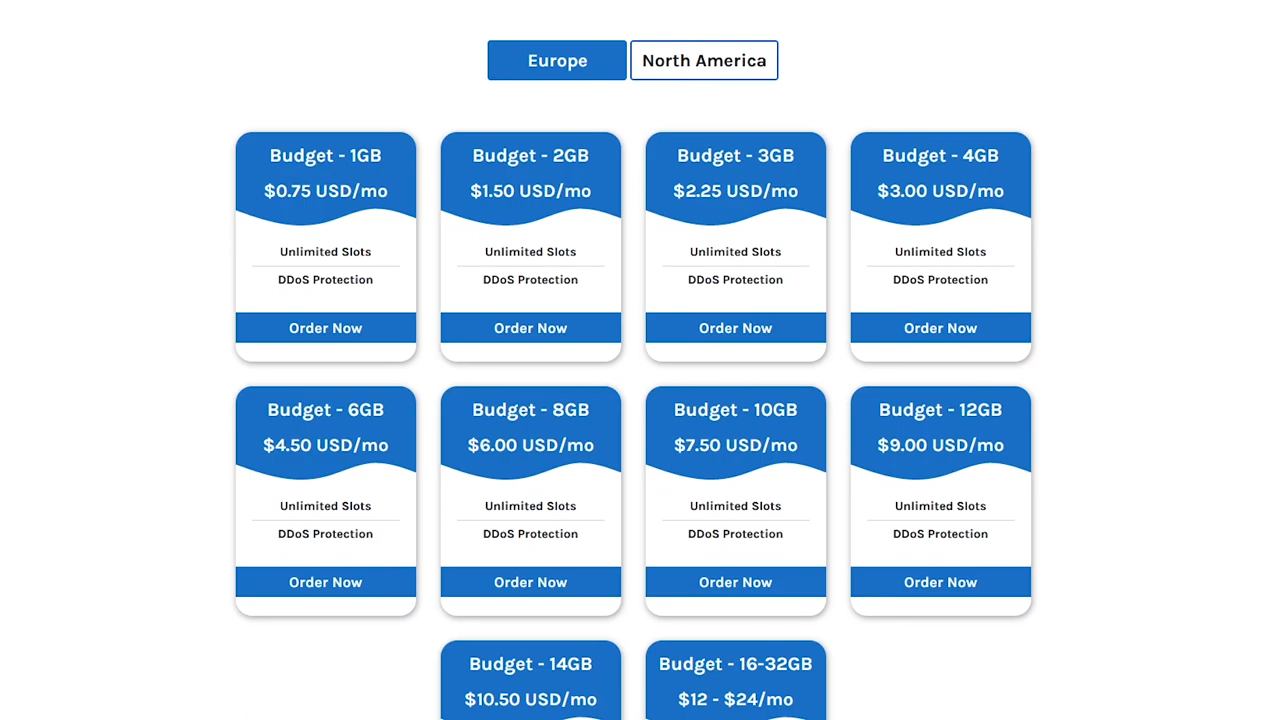 Europe
North America
Budget - 1GB
$0.75 USD/mo
Unlimited Slots
DDoS Protection
Order Now
Budget - 2GB
$1.50 USD/mo
Unlimited Slots
DDoS Protection
Order Now
Budget - 3GB
$2.25 USD/mo
Unlimited Slots
DDoS Protection
Order Now
Budget - 4GB
$3.00 USD/mo
Unlimited Slots
DDoS Protection
Order Now
Budget - 6GB
$4.50 USD/mo
Unlimited Slots
DDoS Protection
Order Now
Budget - 8GB
$6.00 USD/mo
Unlimited Slots
DDoS Protection
Order Now
Budget - 10GB
$7.50 USD/mo
Unlimited Slots
DDoS Protection
Order Now
Budget - 12GB
$9.00 USD/mo
Unlimited Slots
DDoS Protection
Order Now
Budget - 14GB
$10.50 USD/mo
Budget - 16-32GB
$12 - $24/mo